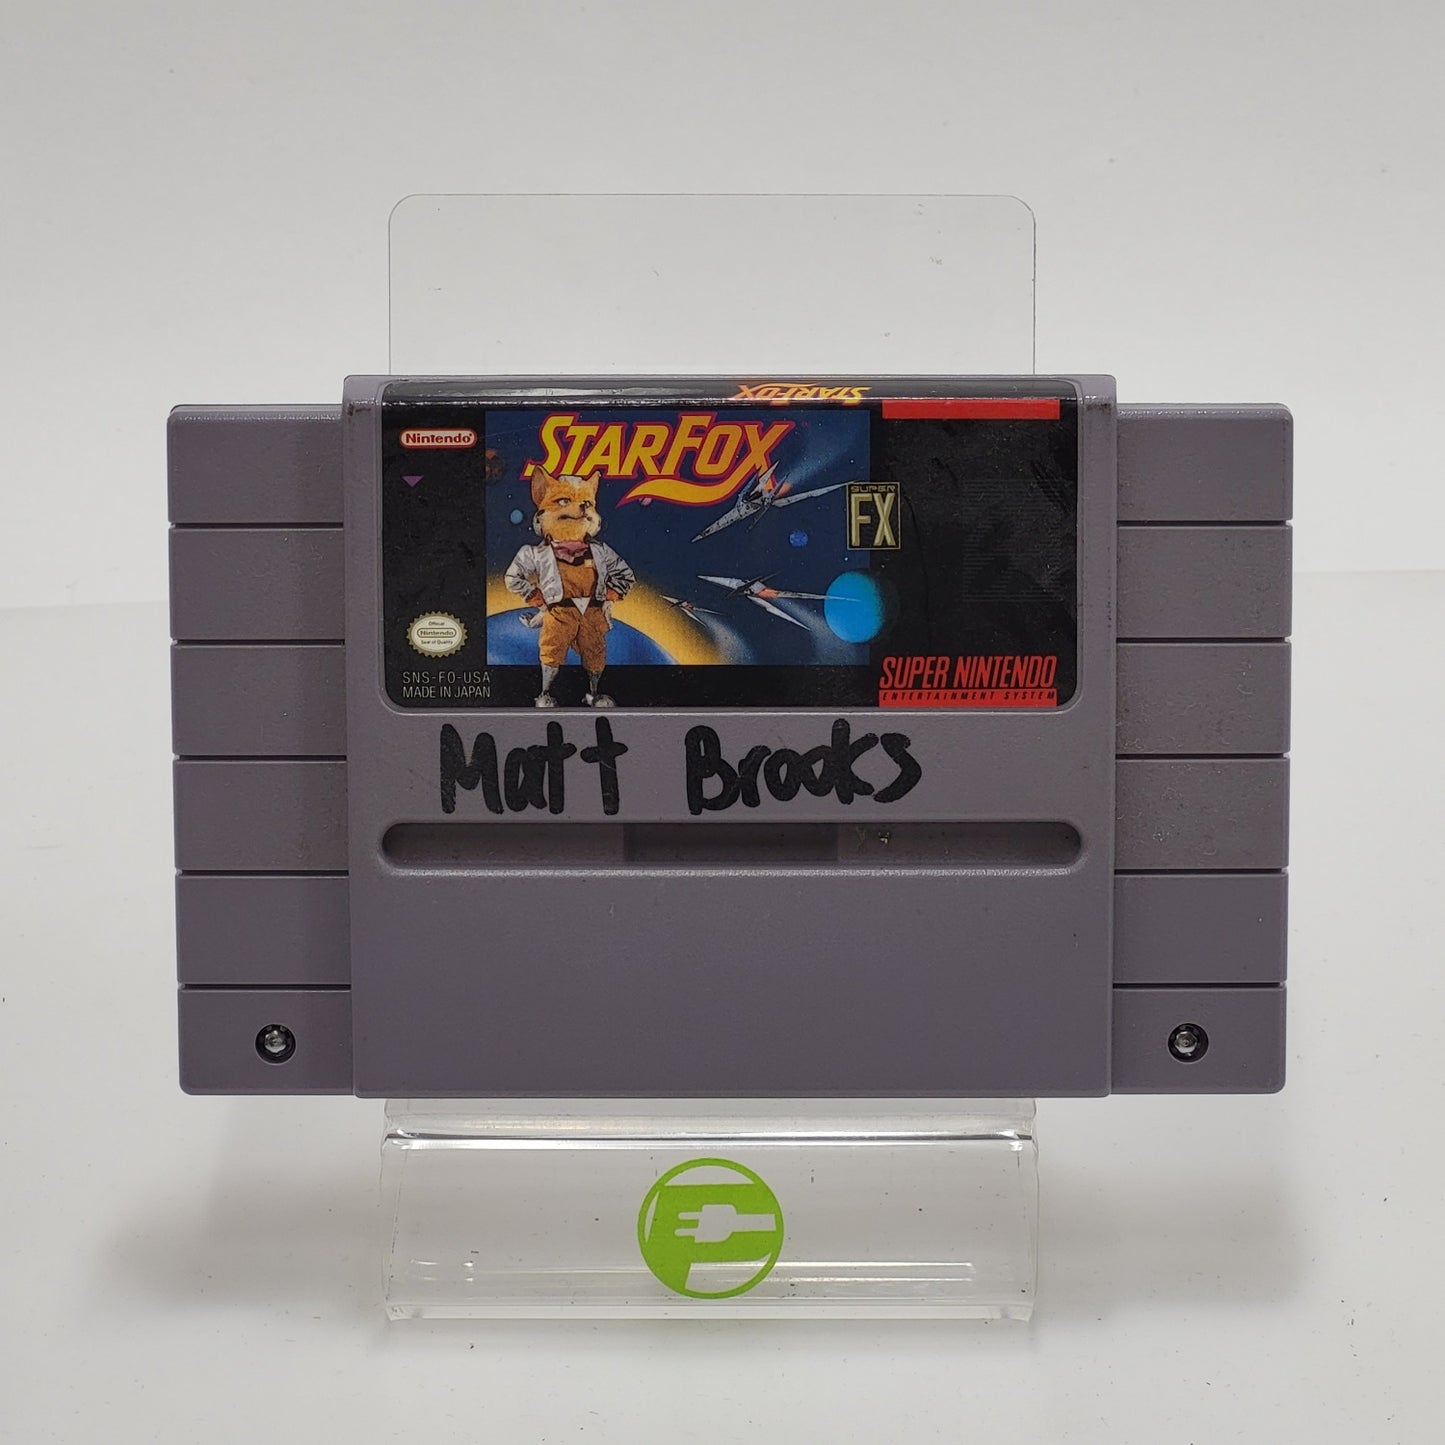 STARFOX
Nintendo
STARFOX
SUPER
FX
Official
Nintendo
Seal of Quality
SNS-FO-USA
MADE IN JAPAN
SUPER NINTENDO
ENTERTAINMENT SYSTEM
Matt Brooks